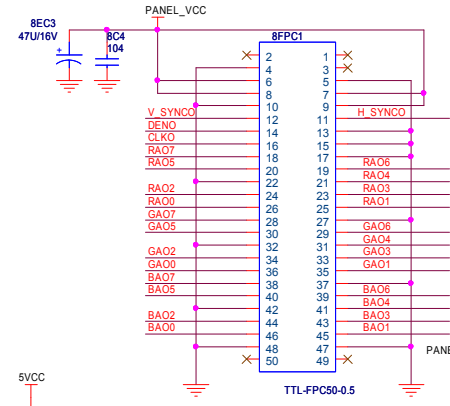 PANEL_VCC
8EC3
47U/16V
8C4
104
8FPC1
2 1
4 3
6 5
8 7
10 9
V_SYNCO 12 11 H_SYNCO
DENO 14 13
CLKO 16 15
RAO7 18 17
RAO5 20 19 RAO6
22 21 RAO4
RAO2 24 23 RAO3
RAO0 26 25 RAO1
GAO7 28 27
GAO5 30 29 GAO6
32 31 GAO4
GAO2 34 33 GAO3
GAO0 36 35 GAO1
BAO7 38 37
BAO5 40 39 BAO6
42 41 BAO4
BAO2 44 43 BAO3
BAO0 46 45 BAO1
48 47
50 49
PANE
5VCC
TTL-FPC50-0.5